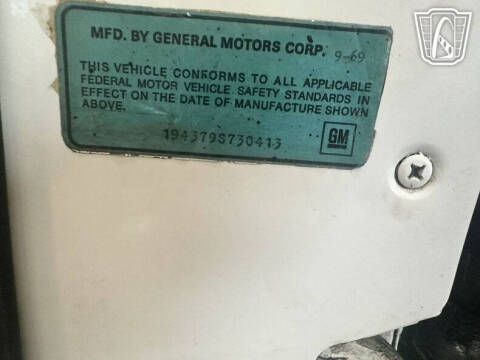 MFD. BY GENERAL MOTORS CORP. 9-69
THIS VEHICLE CONFORMS TO ALL APPLICABLE
FEDERAL MOTOR VEHICLE SAFETY STANDARDS IN
EFFECT ON THE DATE OF MANUFACTURE SHOWN
ABOVE.
194379S730413
GM